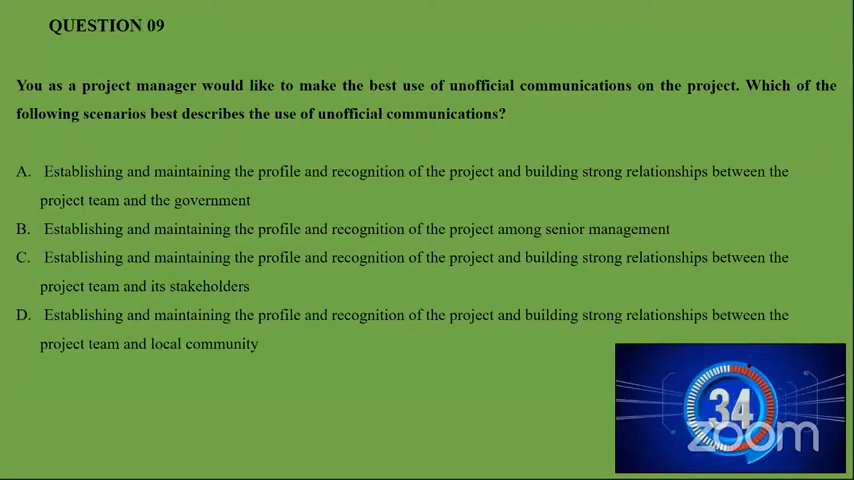 QUESTION 09
You as a project manager would like to make the best use of unofficial communications on the project. Which of the
following scenarios best describes the use of unofficial communications?
A. Establishing and maintaining the profile and recognition of the project and building strong relationships between the
project team and the government
B. Establishing and maintaining the profile and recognition of the project among senior management
C. Establishing and maintaining the profile and recognition of the project and building strong relationships between the
project team and its stakeholders
D. Establishing and maintaining the profile and recognition of the project and building strong relationships between the
project team and local community
34
zoom